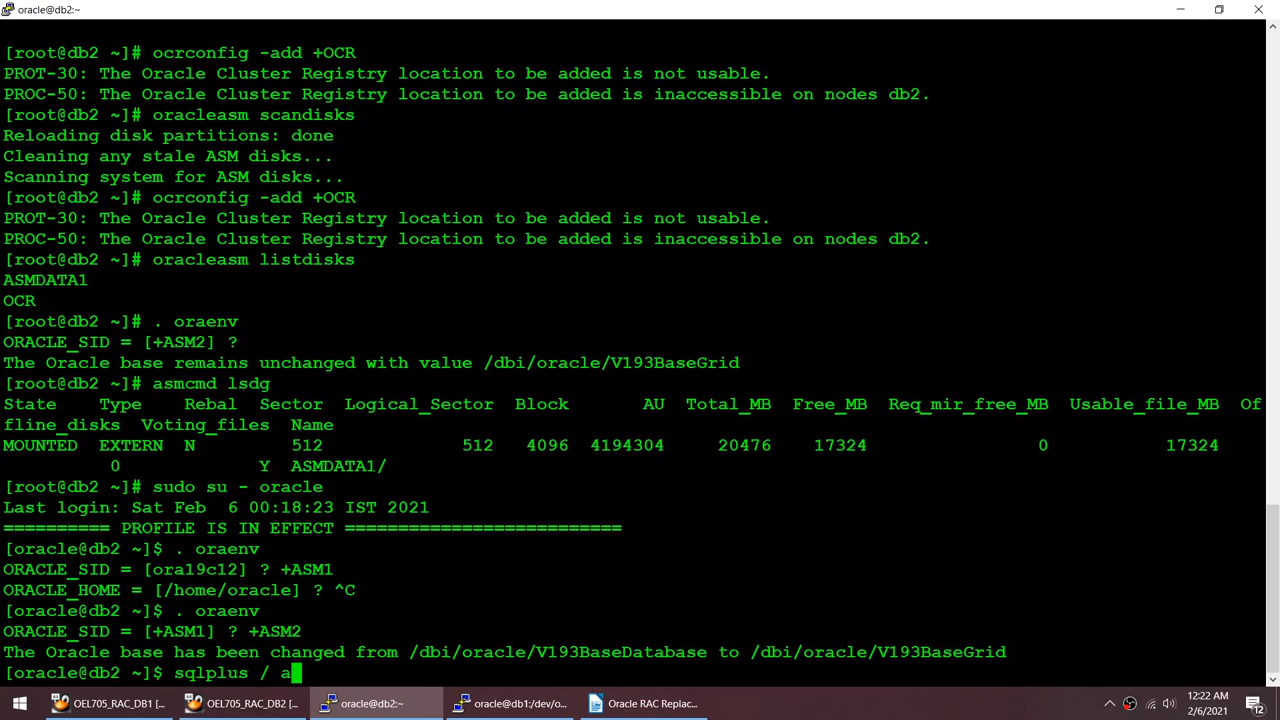 oracle@db2:~
[root@db2 ~]# ocrconfig -add +OCR
PROT-30: The Oracle Cluster Registry location to be added is not usable.
PROC-50: The Oracle Cluster Registry location to be added is inaccessible on nodes db2.
[root@db2 ~]# oracleasm scandisks
Reloading disk partitions: done
Cleaning any stale ASM disks...
Scanning system for ASM disks...
[root@db2 ~]# ocrconfig -add +OCR
PROT-30: The Oracle Cluster Registry location to be added is not usable.
PROC-50: The Oracle Cluster Registry location to be added is inaccessible on nodes db2.
[root@db2 ~]# oracleasm listdisks
ASMDATA1
OCR
[root@db2 ~]# . oraenv
ORACLE_SID = [+ASM2] ?
The Oracle base remains unchanged with value /dbi/oracle/V193BaseGrid
[root@db2 ~]# asmcmd lsdg
State    Type    Rebal  Sector  Logical_Sector  Block       AU  Total_MB  Free_MB  Req_mir_free_MB  Usable_file_MB  Of
fline_disks  Voting_files  Name
MOUNTED  EXTERN  N         512             512   4096  4194304     20476    17324                0           17324
            0             Y  ASMDATA1/
[root@db2 ~]# sudo su - oracle
Last login: Sat Feb  6 00:18:23 IST 2021
========== PROFILE IS IN EFFECT ==========================
[oracle@db2 ~]$ . oraenv
ORACLE_SID = [ora19c12] ? +ASM1
ORACLE_HOME = [/home/oracle] ? ^C
[oracle@db2 ~]$ . oraenv
ORACLE_SID = [+ASM1] ? +ASM2
The Oracle base has been changed from /dbi/oracle/V193BaseDatabase to /dbi/oracle/V193BaseGrid
[oracle@db2 ~]$ sqlplus / a
OEL705_RAC_DB1 [...
OEL705_RAC_DB2 [...
oracle@db2:~
oracle@db1:/dev/o...
Oracle RAC Replac...
12:22 AM
2/6/2021
12